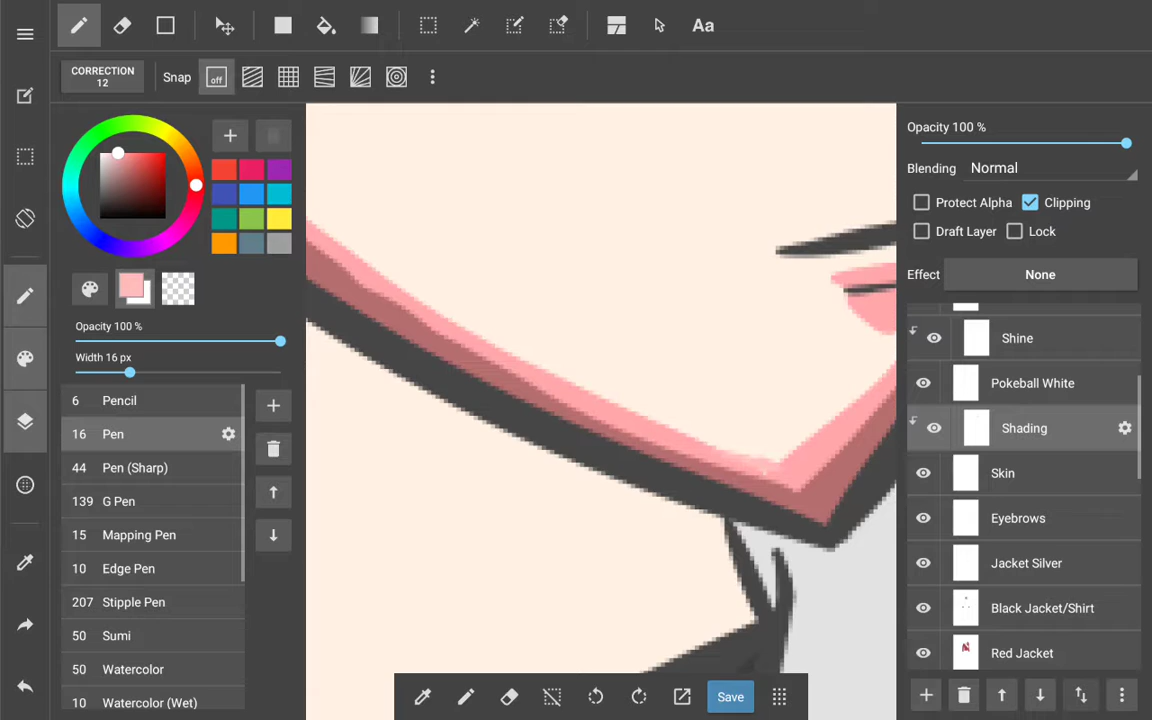 Aa
CORRECTION
12
Snap
off
Opacity 100 %
Width 16 px
6 Pencil
16 Pen
44 Pen (Sharp)
139 G Pen
15 Mapping Pen
10 Edge Pen
207 Stipple Pen
50 Sumi
50 Watercolor
10 Watercolor (Wet)
Save
Opacity 100 %
Blending Normal
Protect Alpha Clipping
Draft Layer Lock
Effect None
Shine
Pokeball White
Shading
Skin
Eyebrows
Jacket Silver
Black Jacket/Shirt
Red Jacket